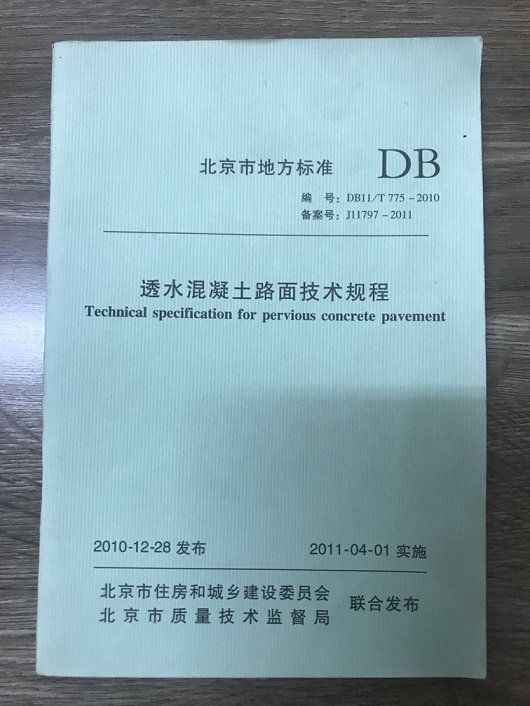 北京市地方标准 DB
编 号：DB11/T 775－2010
备案号：J11797－2011
透水混凝土路面技术规程
Technical specification for pervious concrete pavement
2010-12-28 发布 2011-04-01 实施
北京市住房和城乡建设委员会
北京市质量技术监督局
联合发布